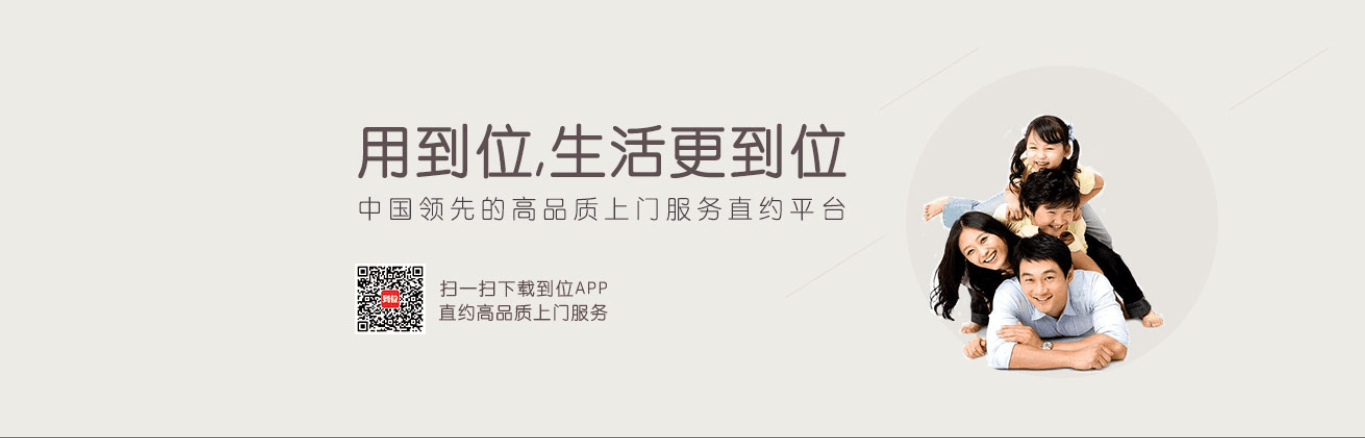 用到位,生活更到位
中国领先的高品质上门服务直约平台
到位
扫一扫下载到位APP
直约高品质上门服务